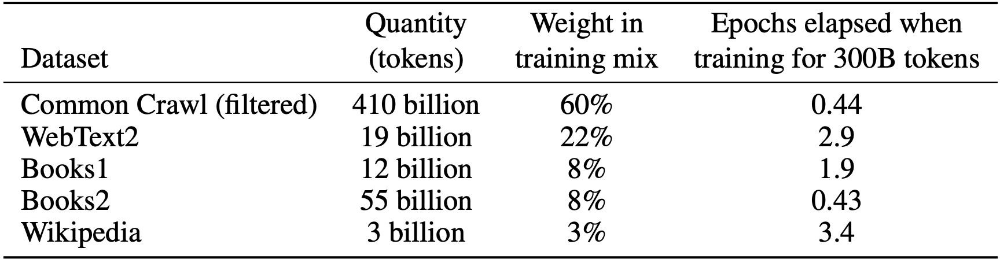 Dataset Quantity (tokens) Weight in training mix Epochs elapsed when training for 300B tokens
Common Crawl (filtered) 410 billion 60% 0.44
WebText2 19 billion 22% 2.9
Books1 12 billion 8% 1.9
Books2 55 billion 8% 0.43
Wikipedia 3 billion 3% 3.4